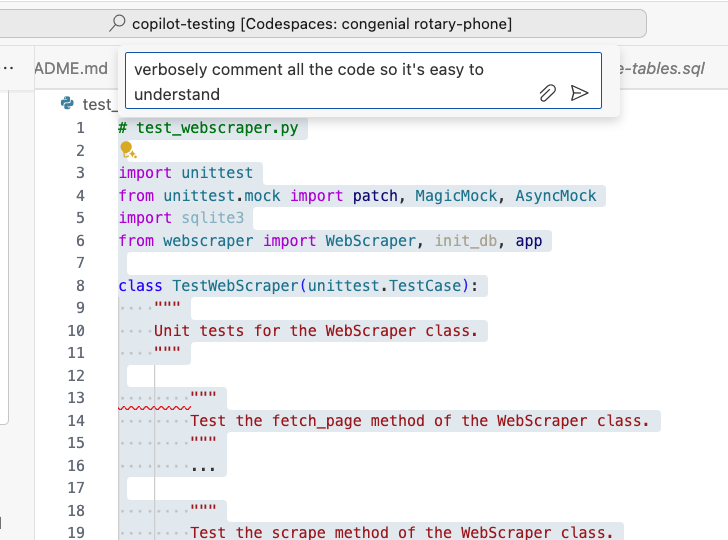 copilot-testing [Codespaces: congenial rotary-phone]
... ADME.md e-tables.sql
verbosely comment all the code so it's easy to
understand
test_
1 # test_webscraper.py
2
3 import unittest
4 from unittest.mock import patch, MagicMock, AsyncMock
5 import sqlite3
6 from webscraper import WebScraper, init_db, app
7
8 class TestWebScraper(unittest.TestCase):
9 """
10 Unit tests for the WebScraper class.
11 """
12
13 """
14 Test the fetch_page method of the WebScraper class.
15 """
16 ...
17
18 """
19 Test the scrape method of the WebScraper class.